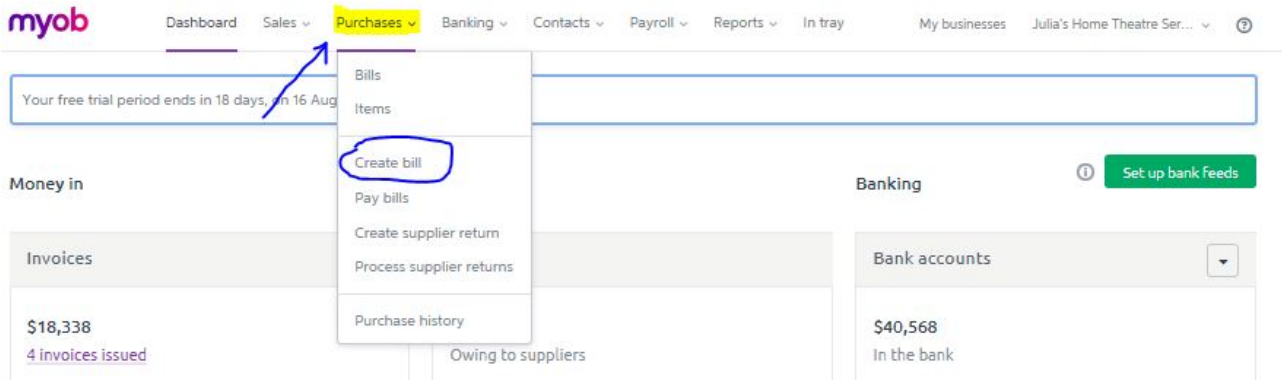 myob Dashboard Sales Purchases Banking Contacts Payroll Reports In tray My businesses Julia's Home Theatre Ser...
Bills
Your free trial period ends in 18 days, on 16 Aug
Items
Create bill
Money in
Banking
Set up bank feeds
Pay bills
Create supplier return
Invoices
Process supplier returns
Bank accounts
Purchase history
$18,338
$40,568
4 invoices issued
Owing to suppliers
In the bank